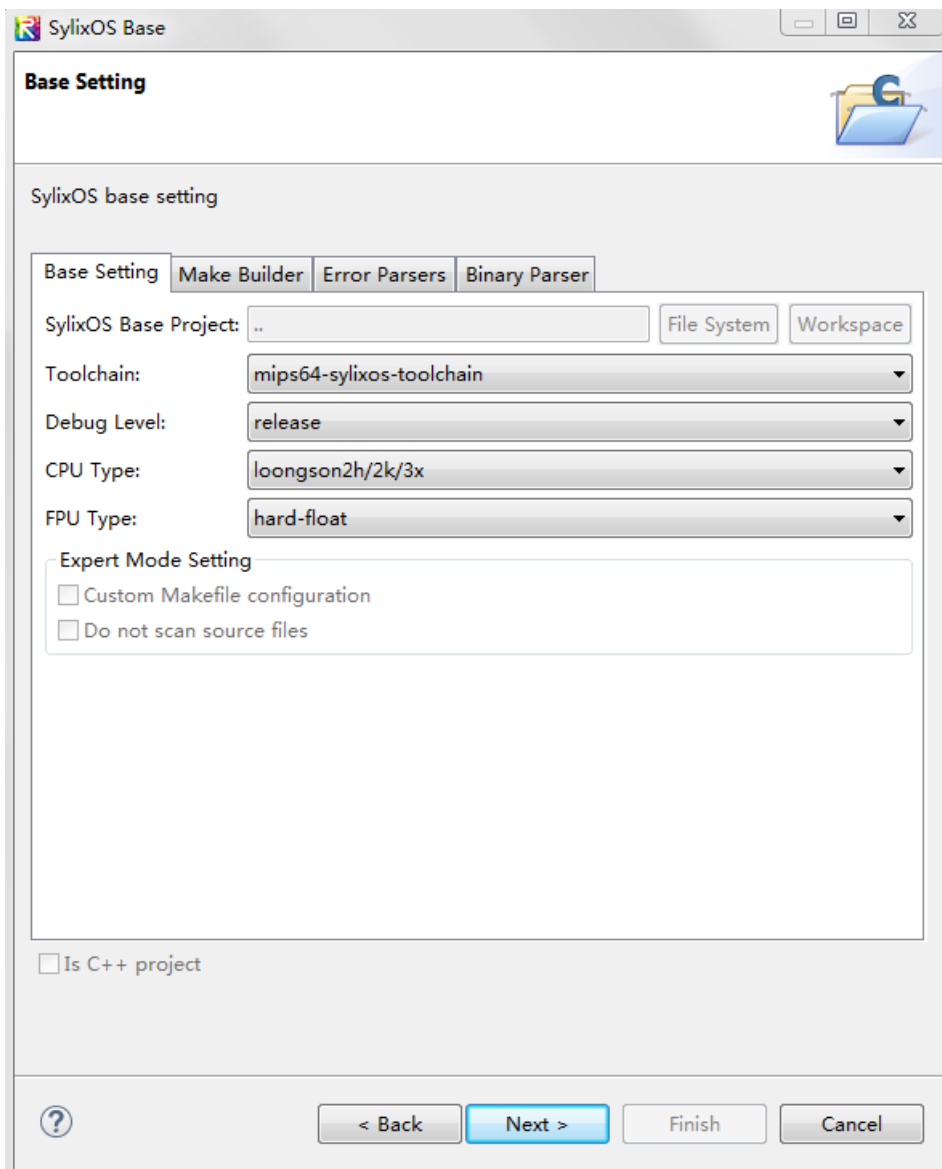 SylixOS Base
Base Setting
SylixOS base setting
Base Setting Make Builder Error Parsers Binary Parser
SylixOS Base Project: .. File System Workspace
Toolchain: mips64-sylixos-toolchain
Debug Level: release
CPU Type: loongson2h/2k/3x
FPU Type: hard-float
Expert Mode Setting
Custom Makefile configuration
Do not scan source files
Is C++ project
? < Back Next > Finish Cancel